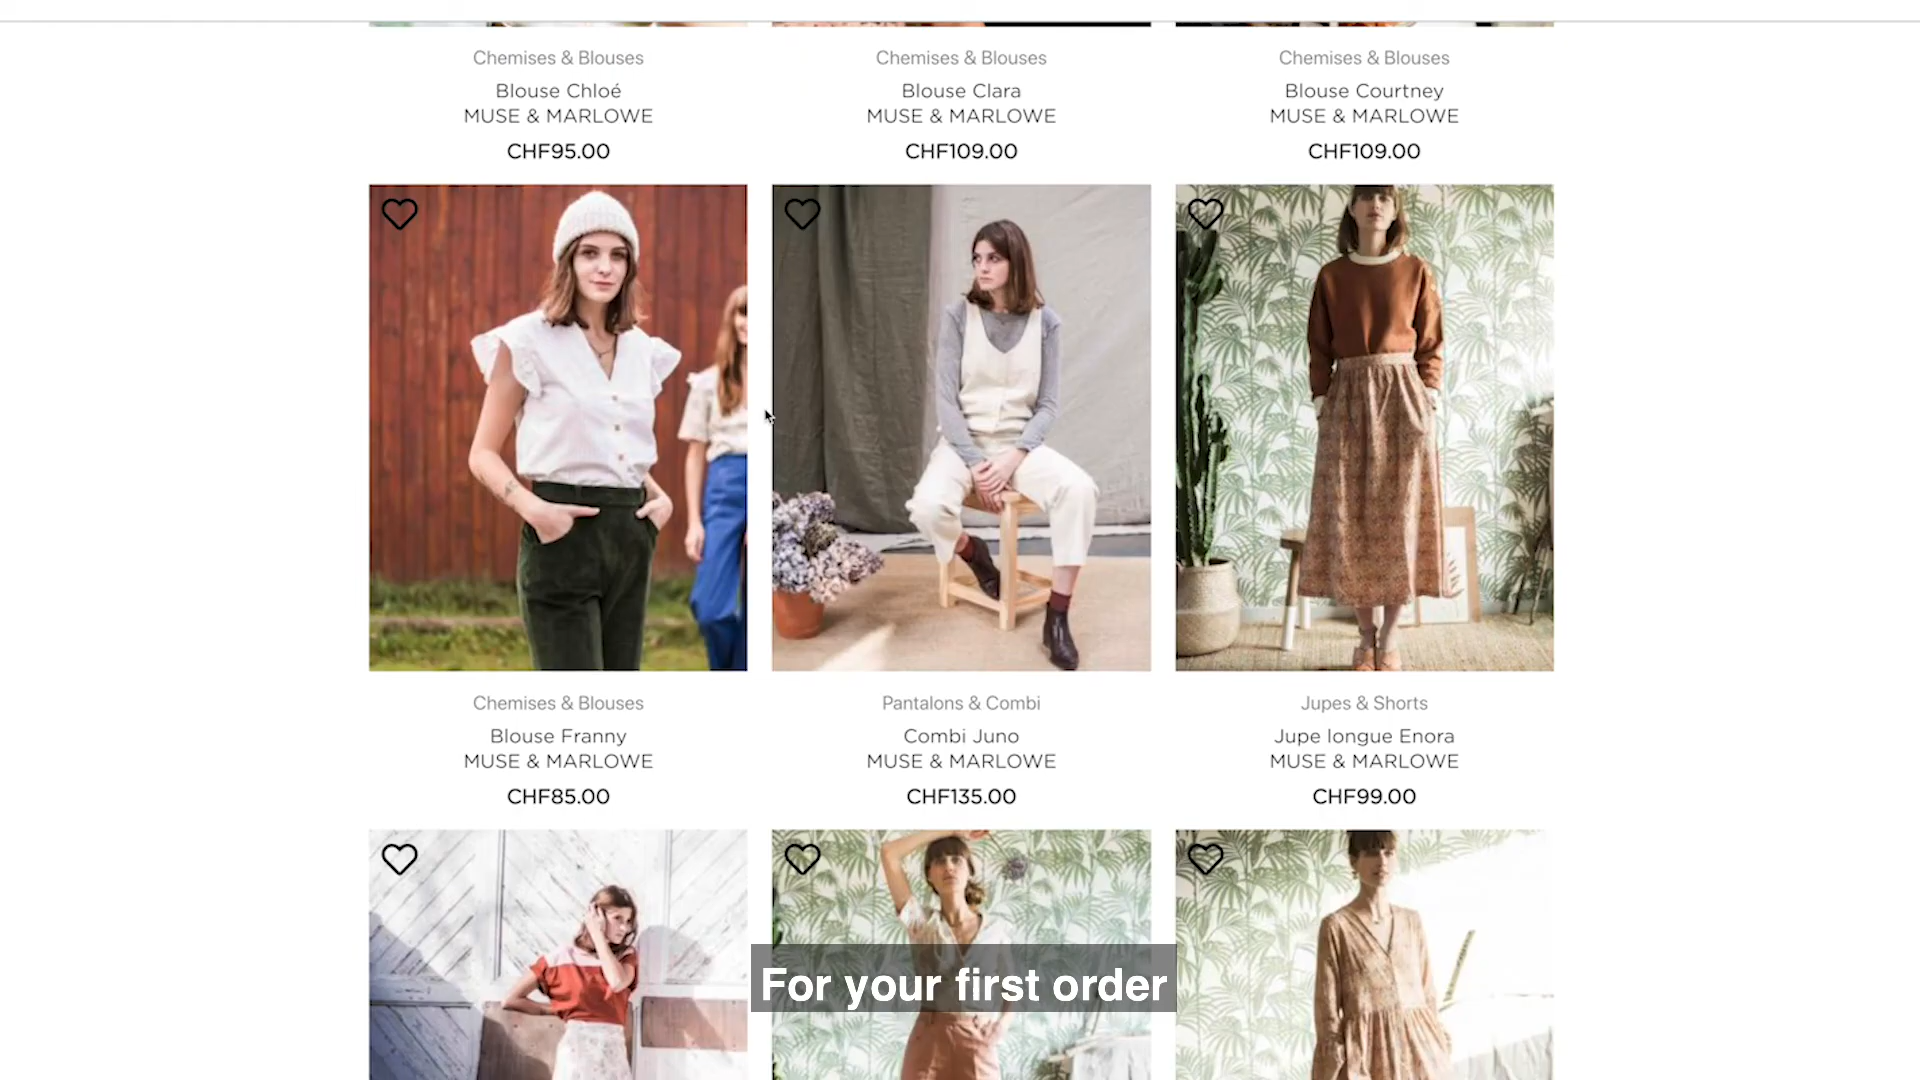 Chemises & Blouses
Blouse Chloé
MUSE & MARLOWE
CHF95.00
Chemises & Blouses
Blouse Clara
MUSE & MARLOWE
CHF109.00
Chemises & Blouses
Blouse Courtney
MUSE & MARLOWE
CHF109.00
Chemises & Blouses
Blouse Franny
MUSE & MARLOWE
CHF85.00
Pantalons & Combi
Combi Juno
MUSE & MARLOWE
CHF135.00
Jupes & Shorts
Jupe longue Enora
MUSE & MARLOWE
CHF99.00
For your first order